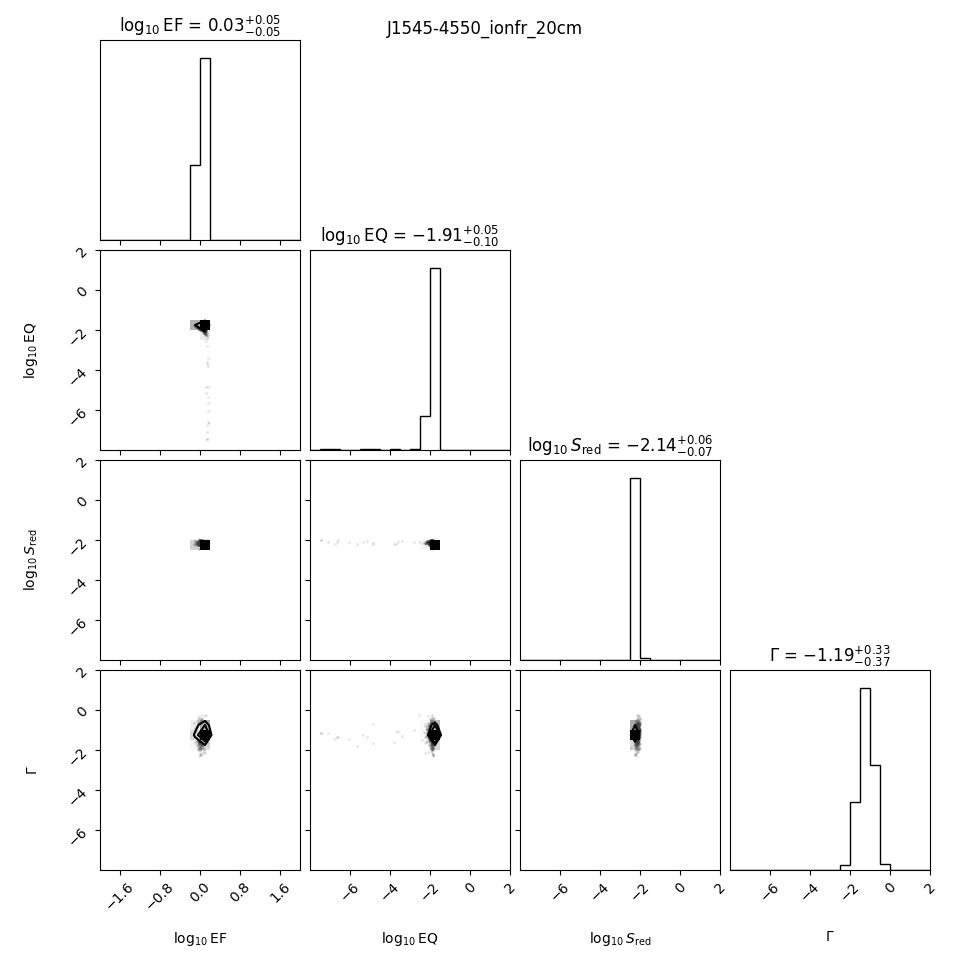 J1545-4550_ionfr_20cm
log₁₀ EF = 0.03+0.05−0.05
log₁₀ EQ = −1.91+0.05−0.10
2
0
−2
−4
−6
log₁₀ EQ
log₁₀ Sred = −2.14+0.06−0.07
2
0
−2
−4
−6
log₁₀ Sred
Γ = −1.19+0.33−0.37
2
0
−2
−4
−6
Γ
−1.6 −0.8 0.0 0.8 1.6
−6 −4 −2 0 2
−6 −4 −2 0 2
−6 −4 −2 0 2
log₁₀ EF
log₁₀ EQ
log₁₀ Sred
Γ